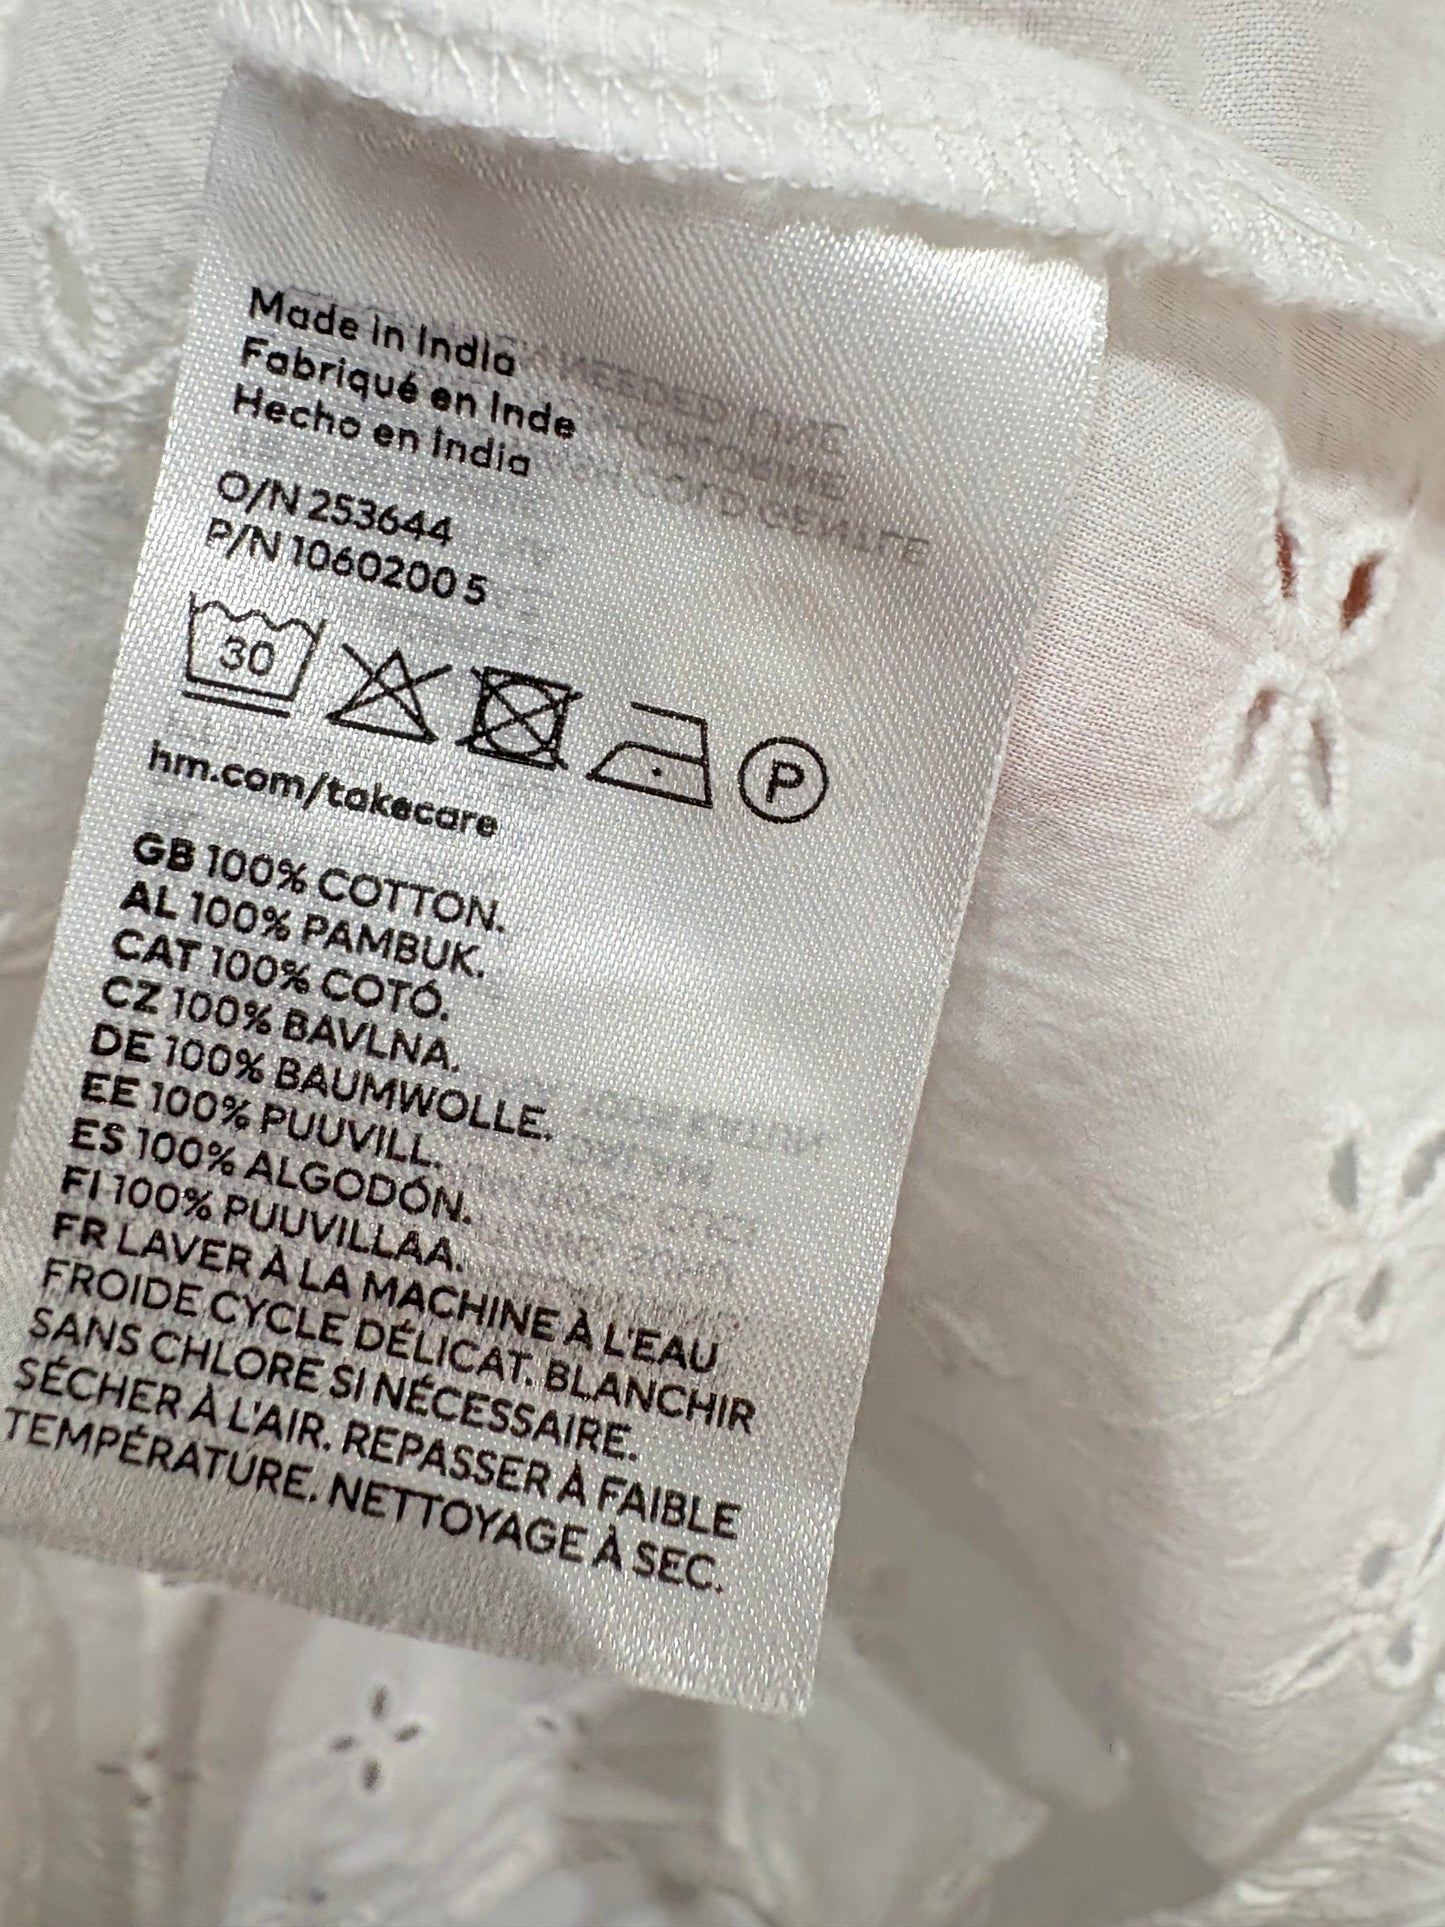 Made in India
Fabriqué en Inde
Hecho en India
O/N 253644
P/N 1060200 5
30
P
hm.com/takecare
GB 100% COTTON.
AL 100% PAMBUK.
CAT 100% COTÓ.
CZ 100% BAVLNA.
DE 100% BAUMWOLLE.
EE 100% PUUVILL.
ES 100% ALGODÓN.
FI 100% PUUVILLAA.
FR LAVER À LA MACHINE À L'EAU
FROIDE CYCLE DÉLICAT. BLANCHIR
SANS CHLORE SI NÉCESSAIRE.
SÉCHER À L'AIR. REPASSER À FAIBLE
TEMPÉRATURE. NETTOYAGE À SEC.